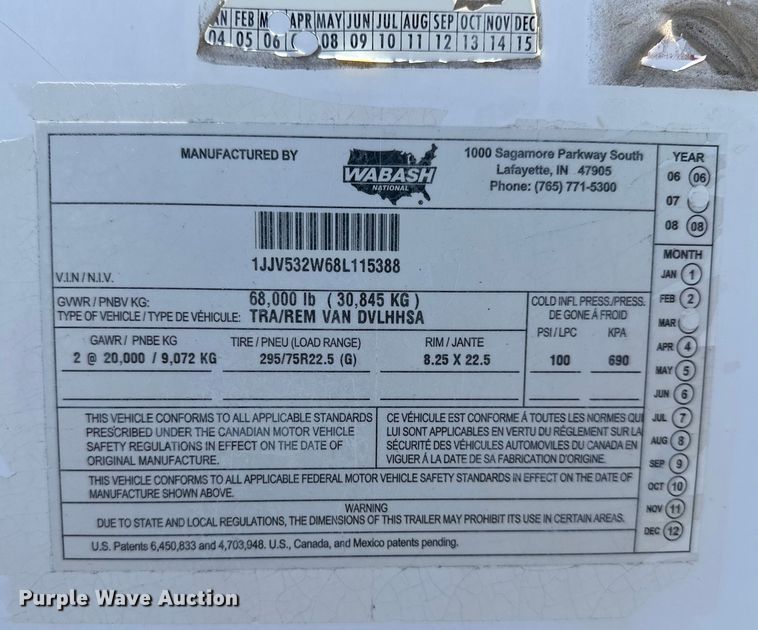 FEB M APR MAY JUN JUL AUG SEP OCT NOV DEC
04 05 06 08 09 10 11 12 13 14 15
MANUFACTURED BY
WABASH
NATIONAL
1000 Sagamore Parkway South
Lafayette, IN 47905
Phone: (765) 771-5300
1JJV532W68L115388
V.I.N / N.I.V.
GVWR / PNBV KG: 68,000 lb ( 30,845 KG )
TYPE OF VEHICLE / TYPE DE VÉHICULE: TRA/REM VAN DVLHHSA
COLD INFL PRESS./PRESS.
DE GONE À FROID
PSI / LPC KPA
100 690
GAWR / PNBE KG TIRE / PNEU (LOAD RANGE) RIM / JANTE
2 @ 20,000 / 9,072 KG 295/75R22.5 (G) 8.25 X 22.5
THIS VEHICLE CONFORMS TO ALL APPLICABLE STANDARDS
PRESCRIBED UNDER THE CANADIAN MOTOR VEHICLE
SAFETY REGULATIONS IN EFFECT ON THE DATE OF
ORIGINAL MANUFACTURE.
CE VÉHICULE EST CONFORME À TOUTES LES NORMES QUI
LUI SONT APPLICABLES EN VERTU DU RÈGLEMENT SUR LA
SÉCURITÉ DES VÉHICULES AUTOMOVILES DU CANADA EN
VIGUER À LA DATE DE SA FABRICATION D'ORIGINE.
THIS VEHICLE CONFORMS TO ALL APPLICABLE FEDERAL MOTOR VEHICLE SAFETY STANDARDS IN EFFECT ON THE DATE OF
MANUFACTURE SHOWN ABOVE.
WARNING
DUE TO STATE AND LOCAL REGULATIONS, THE DIMENSIONS OF THIS TRAILER MAY PROHIBIT ITS USE IN CERTAIN AREAS.
U.S. Patents 6,450,833 and 4,703,948. U.S., Canada, and Mexico patents pending.
YEAR
06 06
07
08 08
MONTH
JAN 1
FEB 2
MAR
APR 4
MAY 5
JUN 6
JUL 7
AUG 8
SEP 9
OCT 10
NOV 11
DEC 12
Purple Wave Auction